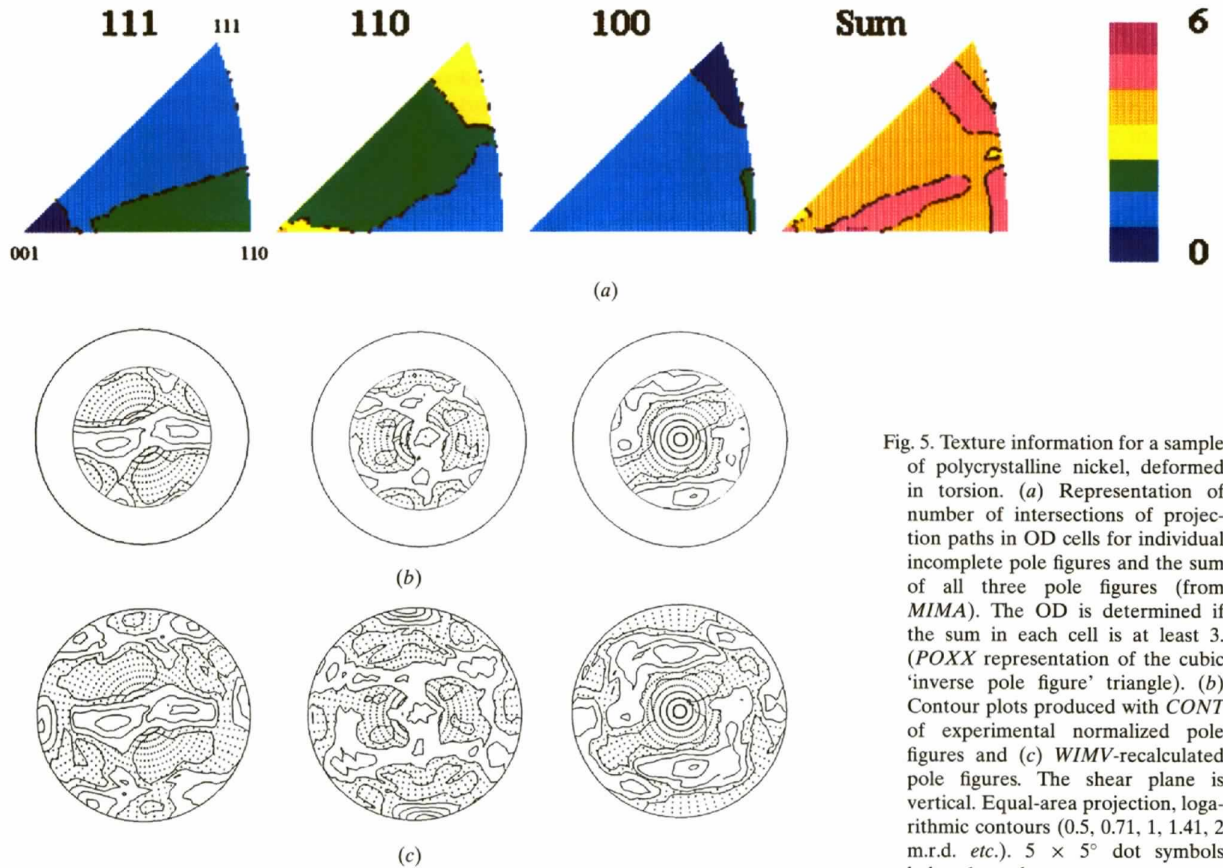 111 111 110 100 Sum 6
001 110 0
(a)
(b)
(c)
Fig. 5. Texture information for a sample
of polycrystalline nickel, deformed
in torsion. (a) Representation of
number of intersections of projec-
tion paths in OD cells for individual
incomplete pole figures and the sum
of all three pole figures (from
MIMA). The OD is determined if
the sum in each cell is at least 3.
(POXX representation of the cubic
'inverse pole figure' triangle). (b)
Contour plots produced with CONT
of experimental normalized pole
figures and (c) WIMV-recalculated
pole figures. The shear plane is
vertical. Equal-area projection, loga-
rithmic contours (0.5, 0.71, 1, 1.41, 2
m.r.d. etc.). 5 × 5° dot symbols